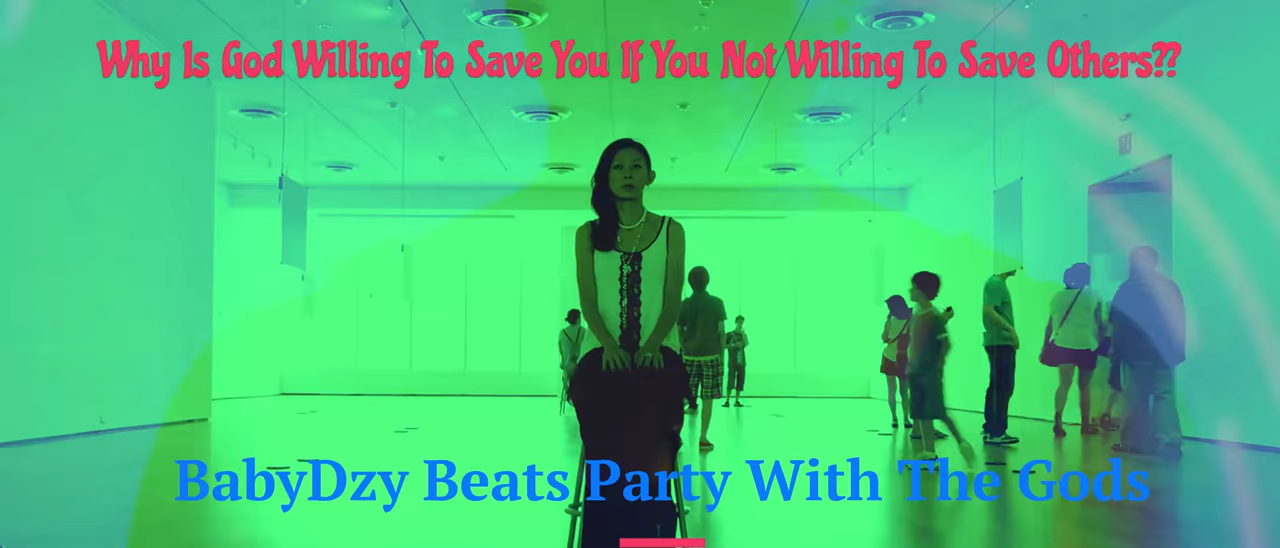 Why Is God Willing To Save You If You Not Willing To Save Others??
BabyDzy Beats Party With The Gods